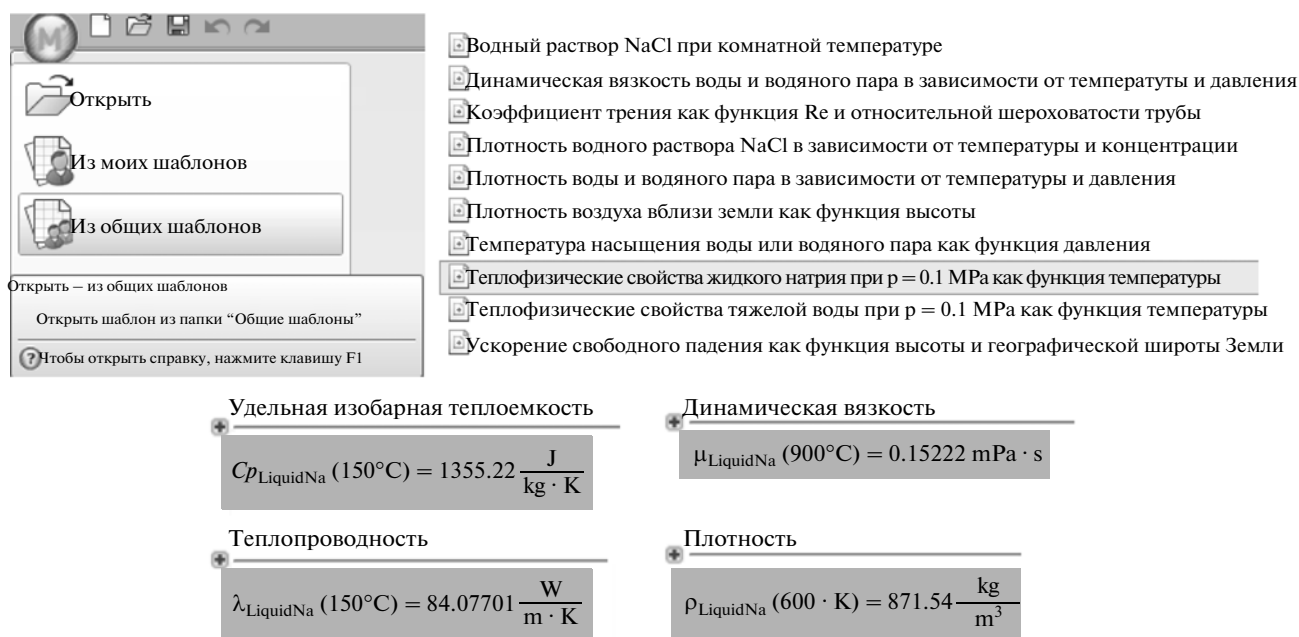 M
Открыть
Из моих шаблонов
Из общих шаблонов
Открыть – из общих шаблонов
Открыть шаблон из папки “Общие шаблоны”
?Чтобы открыть справку, нажмите клавишу F1
Водный раствор NaCl при комнатной температуре
Динамическая вязкость воды и водяного пара в зависимости от температуты и давления
Коэффициент трения как функция Re и относительной шероховатости трубы
Плотность водного раствора NaCl в зависимости от температуры и концентрации
Плотность воды и водяного пара в зависимости от температуры и давления
Плотность воздуха вблизи земли как функция высоты
Температура насыщения воды или водяного пара как функция давления
Теплофизические свойства жидкого натрия при p = 0.1 MPa как функция температуры
Теплофизические свойства тяжелой воды при p = 0.1 MPa как функция температуры
Ускорение свободного падения как функция высоты и географической широты Земли
Удельная изобарная теплоемкость
Cp_LiquidNa (150°C) = 1355.22 J / kg · K
Динамическая вязкость
μ_LiquidNa (900°C) = 0.15222 mPa · s
Теплопроводность
λ_LiquidNa (150°C) = 84.07701 W / m · K
Плотность
ρ_LiquidNa (600 · K) = 871.54 kg / m³